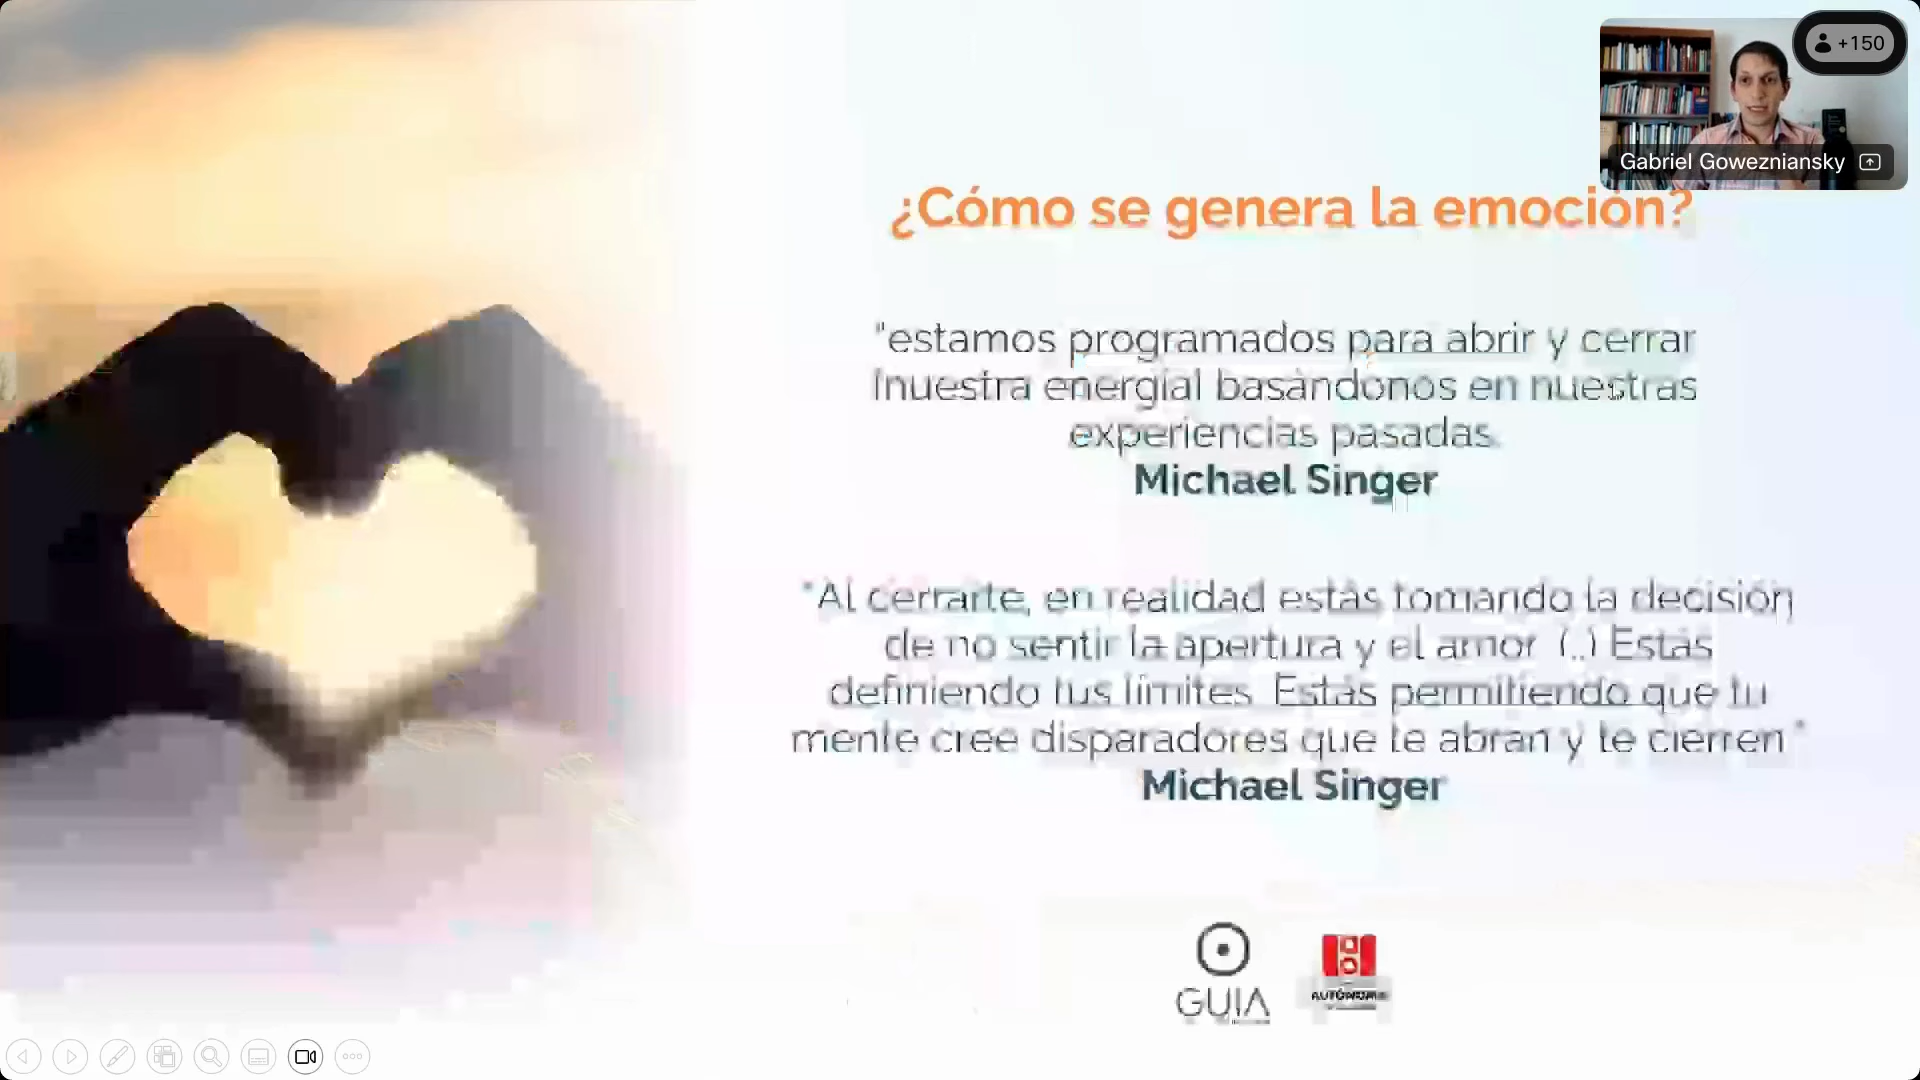 +150
Gabriel Gowezniansky
¿Cómo se genera la emoción?
"estamos programados para abrir y cerrar
[nuestra energía] basándonos en nuestras
experiencias pasadas.
Michael Singer
"Al cerrarte, en realidad estás tomando la decisión
de no sentir la apertura y el amor (..) Estás
definiendo tus límites. Estás permitiendo que tu
mente cree disparadores que te abran y te cierren"
Michael Singer
GUIA
AUTÓNOMA